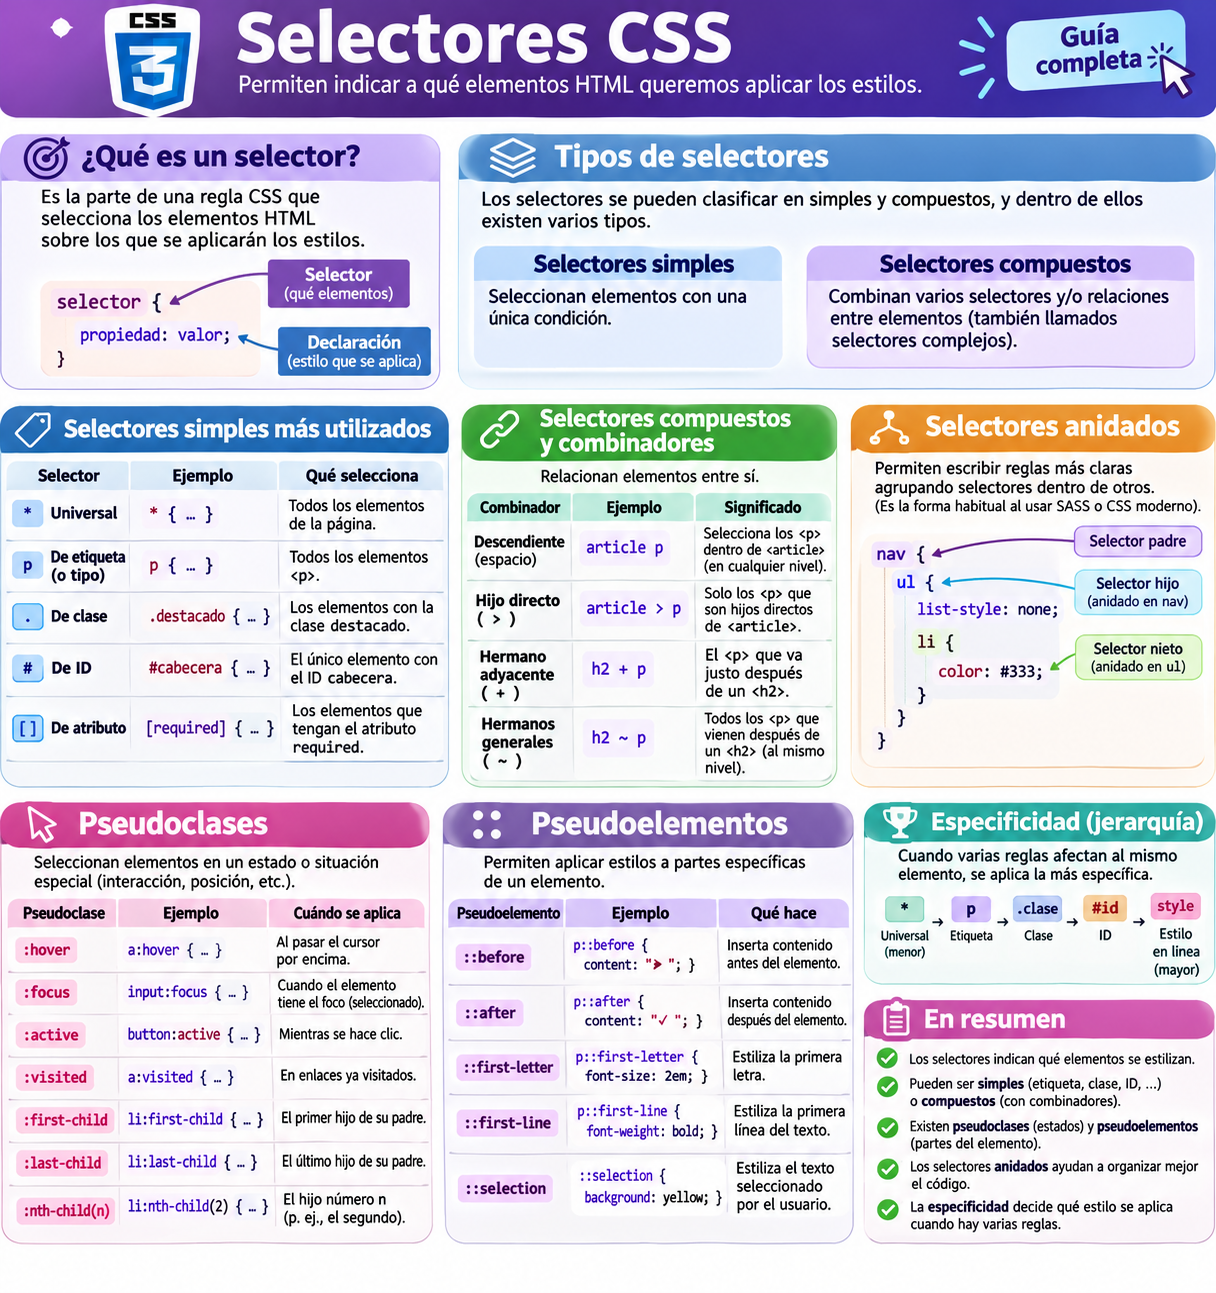 CSS
3
Selectores CSS
Permiten indicar a qué elementos HTML queremos aplicar los estilos.
Guía
completa
¿Qué es un selector?
Es la parte de una regla CSS que
selecciona los elementos HTML
sobre los que se aplicarán los estilos.
selector {
propiedad: valor;
}
Selector
(qué elementos)
Declaración
(estilo que se aplica)
Tipos de selectores
Los selectores se pueden clasificar en simples y compuestos, y dentro de ellos
existen varios tipos.
Selectores simples
Seleccionan elementos con una
única condición.
Selectores compuestos
Combinan varios selectores y/o relaciones
entre elementos (también llamados
selectores complejos).
Selectores simples más utilizados
Selector Ejemplo Qué selecciona
* Universal * { … } Todos los elementos
de la página.
p De etiqueta
(o tipo) p { … } Todos los elementos
<p>.
. De clase .destacado { … } Los elementos con la
clase destacado.
# De ID #cabecera { … } El único elemento con
el ID cabecera.
[ ] De atributo [required] { … } Los elementos que
tengan el atributo
required.
Selectores compuestos
y combinadores
Relacionan elementos entre sí.
Combinador Ejemplo Significado
Descendiente
(espacio)
article p
Selecciona los <p>
dentro de <article>
(en cualquier nivel).
Hijo directo
( > )
article > p
Solo los <p> que
son hijos directos
de <article>.
Hermano
adyacente
( + )
h2 + p
El <p> que va
justo después
de un <h2>.
Hermanos
generales
( ~ )
h2 ~ p
Todos los <p> que
vienen después de
un <h2> (al mismo
nivel).
Selectores anidados
Permiten escribir reglas más claras
agrupando selectores dentro de otros.
(Es la forma habitual al usar SASS o CSS moderno).
nav {
ul {
list-style: none;
li {
color: #333;
}
}
}
Selector padre
Selector hijo
(anidado en nav)
Selector nieto
(anidado en ul)
Pseudoclases
Seleccionan elementos en un estado o situación
especial (interacción, posición, etc.).
Pseudoclase Ejemplo Cuándo se aplica
:hover a:hover { … } Al pasar el cursor
por encima.
:focus input:focus { … } Cuando el elemento
tiene el foco (seleccionado).
:active button:active { … } Mientras se hace clic.
:visited a:visited { … } En enlaces ya visitados.
:first-child li:first-child { … } El primer hijo de su padre.
:last-child li:last-child { … } El último hijo de su padre.
:nth-child(n) li:nth-child(2) { … } El hijo número n
(p. ej., el segundo).
Pseudoelementos
Permiten aplicar estilos a partes específicas
de un elemento.
Pseudoelemento Ejemplo Qué hace
::before
p::before {
content: "➤ "; }
Inserta contenido
antes del elemento.
::after
p::after {
content: "✓ "; }
Inserta contenido
después del elemento.
::first-letter
p::first-letter {
font-size: 2em; }
Estiliza la primera
letra.
::first-line
p::first-line {
font-weight: bold; }
Estiliza la primera
línea del texto.
::selection
::selection {
background: yellow; }
Estiliza el texto
seleccionado
por el usuario.
Especificidad (jerarquía)
Cuando varias reglas afectan al mismo
elemento, se aplica la más específica.
* → p → .clase → #id → style
Universal
(menor)
Etiqueta
Clase
ID
Estilo
en línea
(mayor)
En resumen
Los selectores indican qué elementos se estilizan.
Pueden ser simples (etiqueta, clase, ID, ...)
o compuestos (con combinadores).
Existen pseudoclases (estados) y pseudoelementos
(partes del elemento).
Los selectores anidados ayudan a organizar mejor
el código.
La especificidad decide qué estilo se aplica
cuando hay varias reglas.